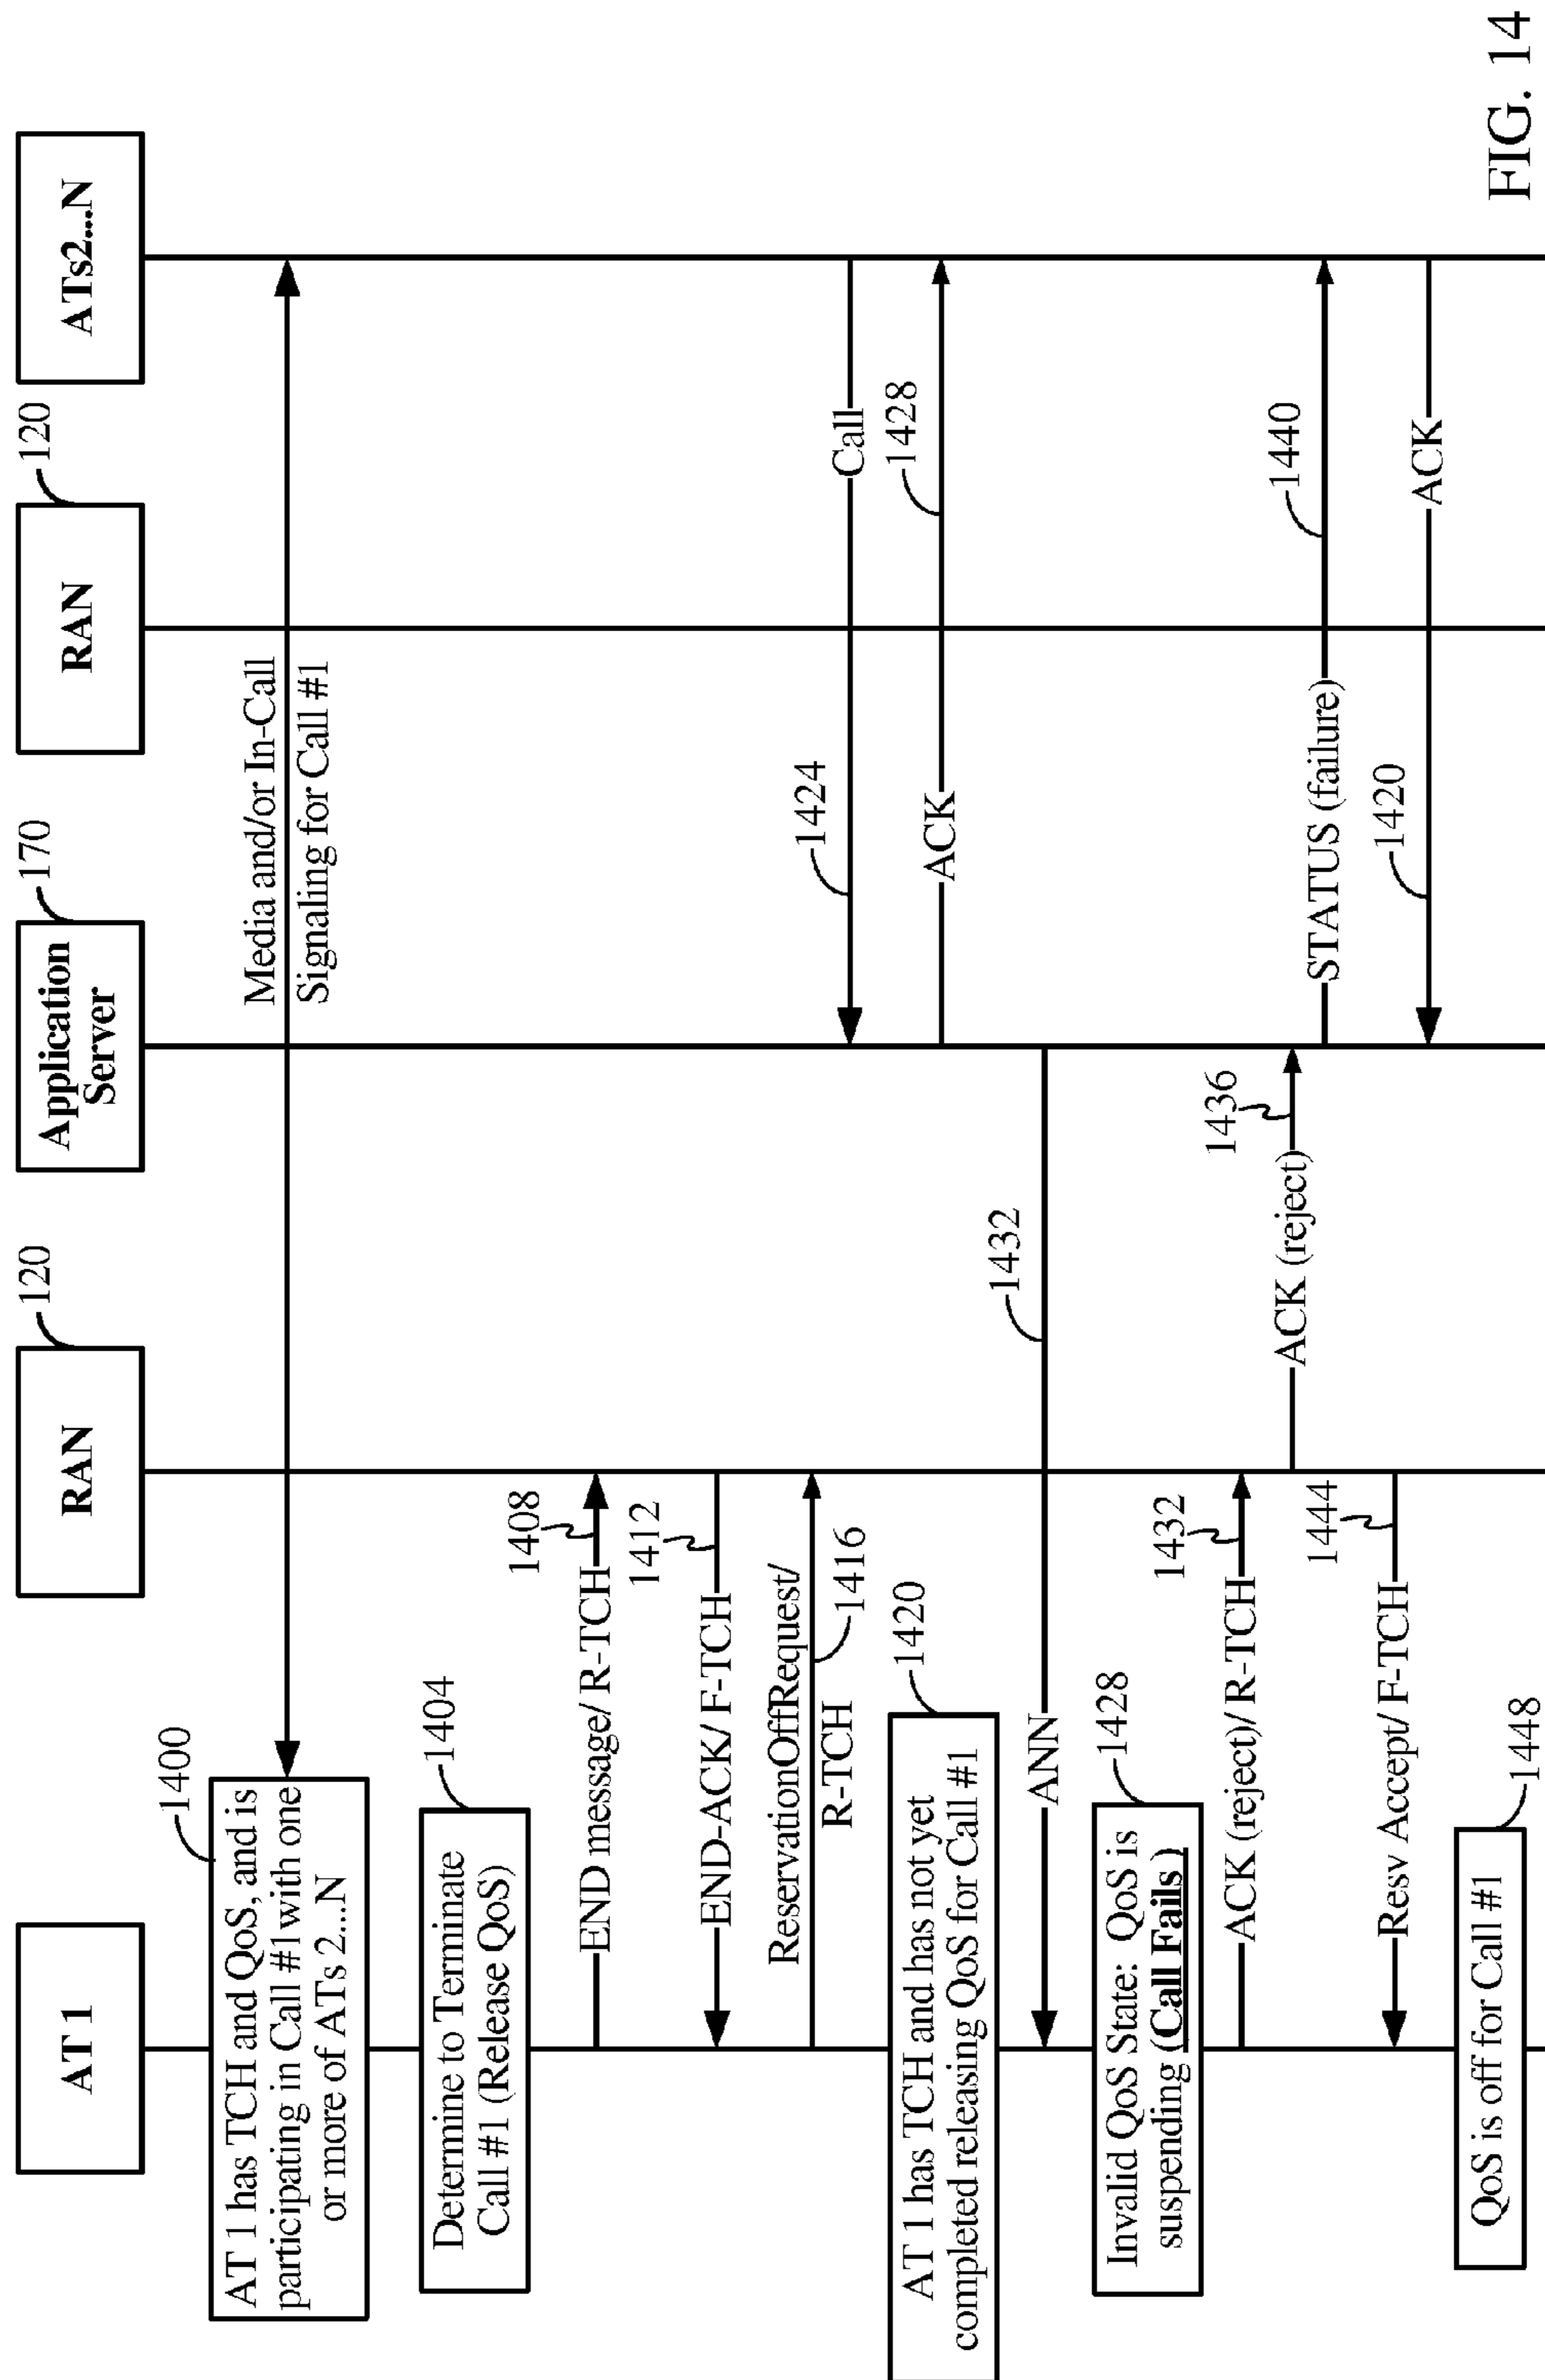 AT 1
RAN
120
Application
Server
170
RAN
120
ATs2...N
1400
AT 1 has TCH and QoS, and is
participating in Call #1 with one
or more of ATs 2...N
Media and/or In-Call
Signaling for Call #1
1404
Determine to Terminate
Call #1 (Release QoS)
END message/ R-TCH
1408
END-ACK/ F-TCH
1412
ReservationOffRequest/
R-TCH
1416
1424
Call
1420
AT 1 has TCH and has not yet
completed releasing QoS for Call #1
ACK
1428
ANN
1432
1428
Invalid QoS State: QoS is
suspending (Call Fails )
ACK (reject)/ R-TCH
1432
ACK (reject)
1436
STATUS (failure)
1440
Resv Accept/ F-TCH
1444
1420
ACK
1448
QoS is off for Call #1
FIG. 14